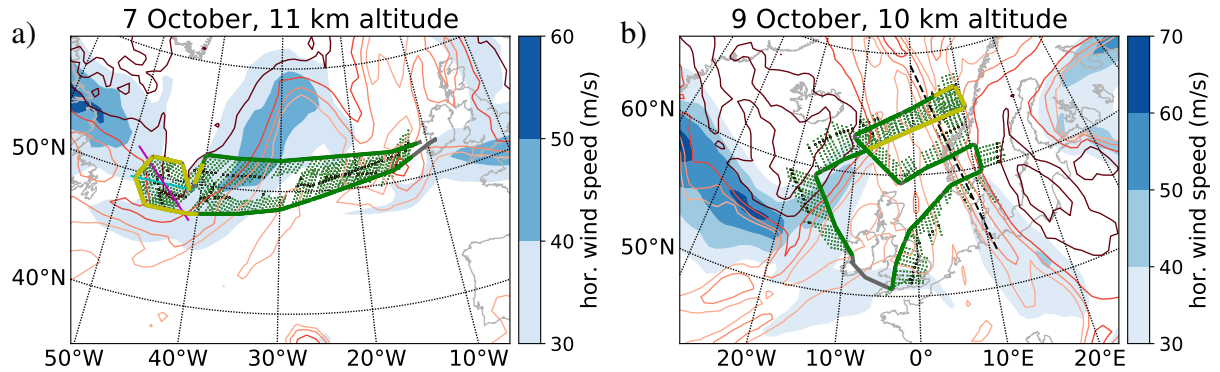 a)
7 October, 11 km altitude
50°N
40°N
50°W
40°W
30°W
20°W
10°W
60
50
40
30
hor. wind speed (m/s)
b)
9 October, 10 km altitude
60°N
50°N
20°W
10°W
0°
10°E
20°E
70
60
50
40
30
hor. wind speed (m/s)